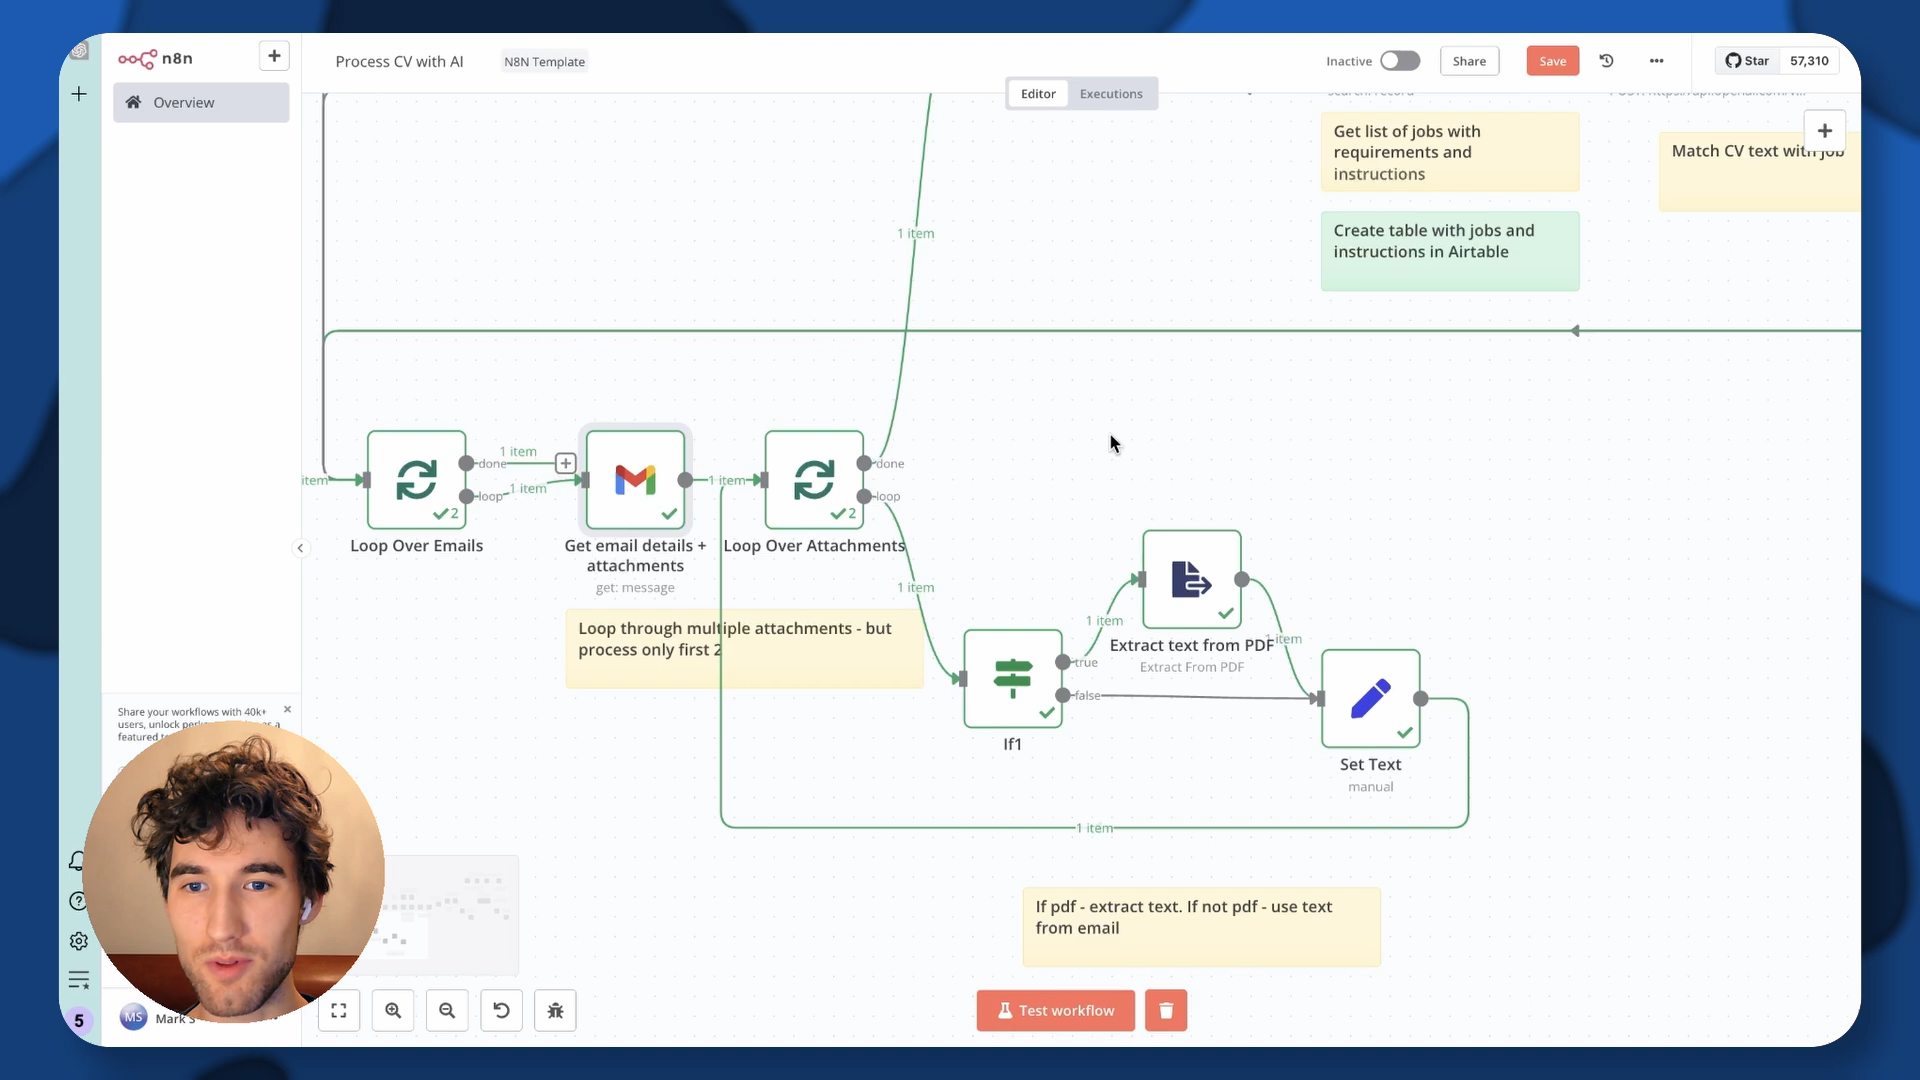 n8n
Overview
Process CV with AI
N8N Template
Inactive
Share
Save
Star
57,310
Editor
Executions
Get list of jobs with
requirements and
instructions
Match CV text with job
Create table with jobs and
instructions in Airtable
1 item
item
done
1 item
loop
1 item
2
Loop Over Emails
Get email details +
attachments
get: message
1 item
done
loop
2
Loop Over Attachments
1 item
Loop through multiple attachments - but
process only first 2
true
false
If1
1 item
Extract text from PDF
Extract From PDF
item
Set Text
manual
1 item
If pdf - extract text. If not pdf - use text
from email
Share your workflows with 40k+
users, unlock
featured
5
MS
Mark
Test workflow